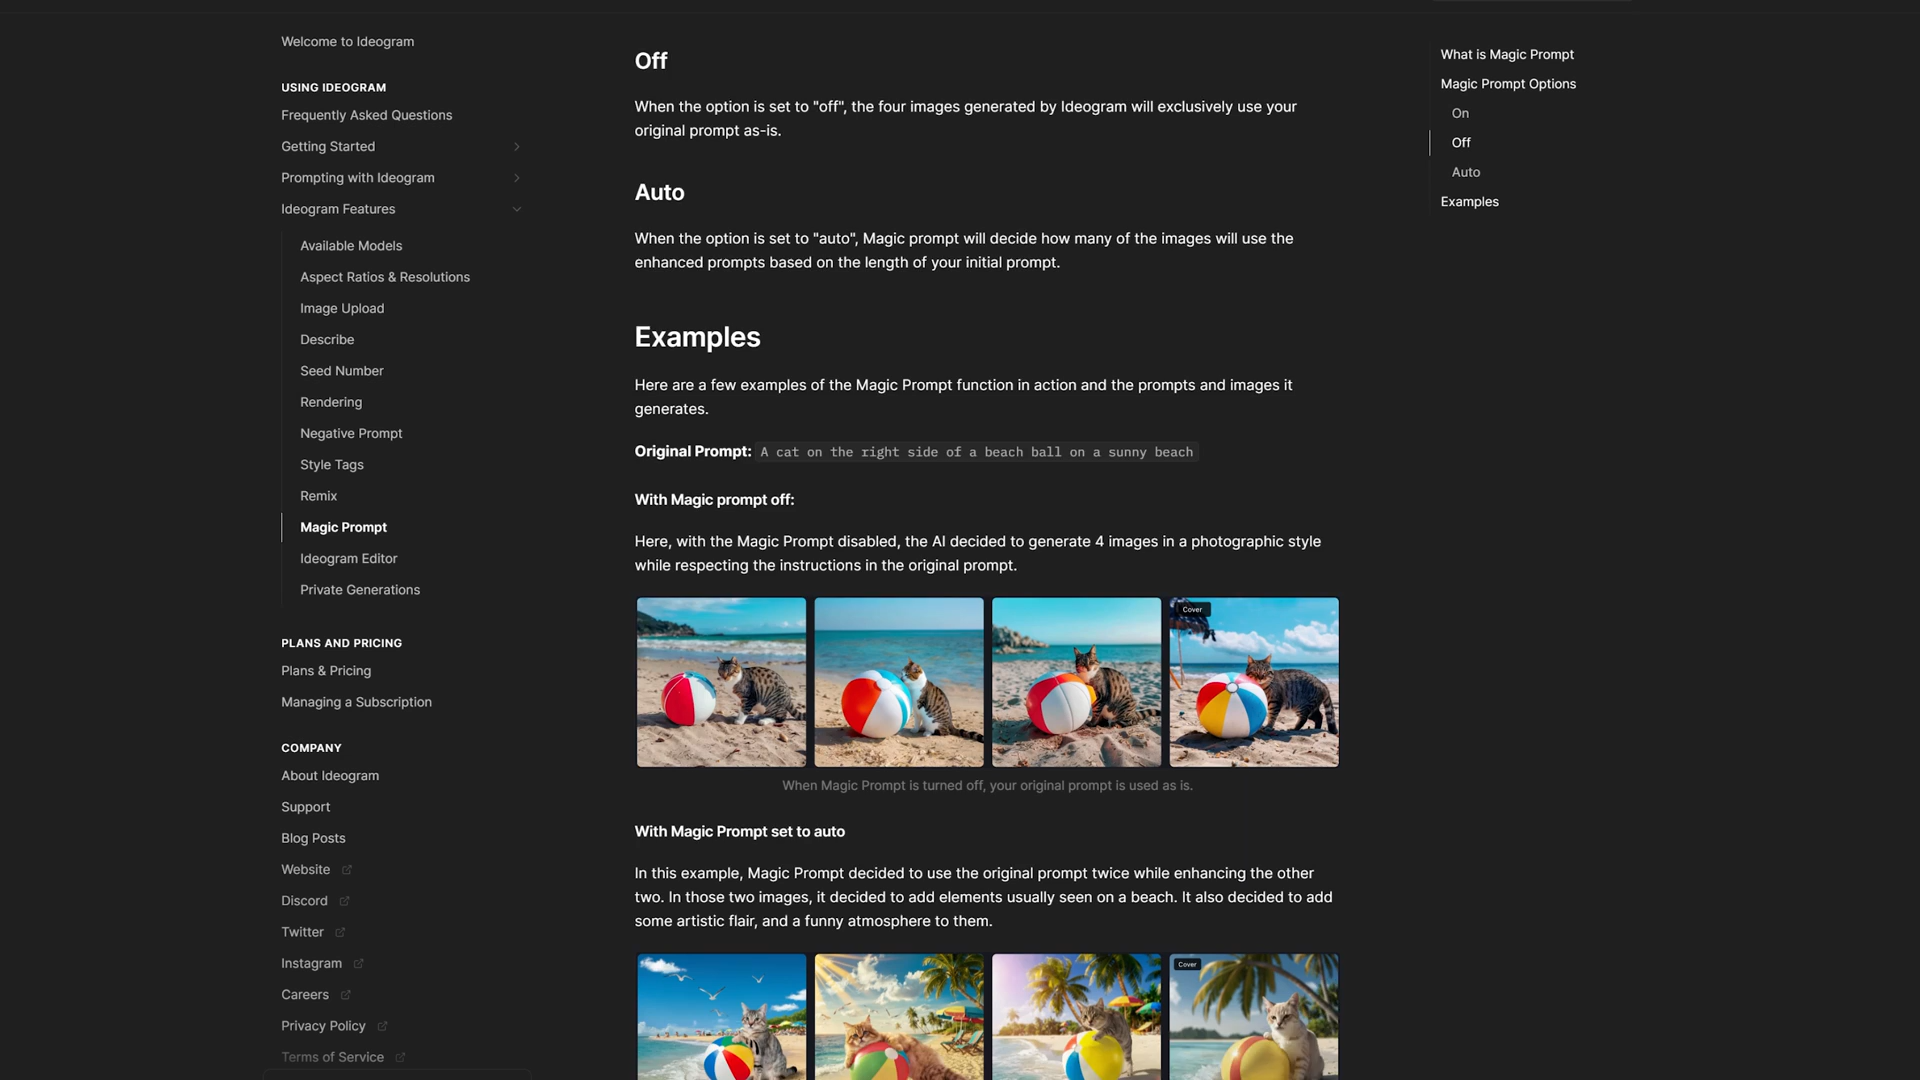 Welcome to Ideogram
USING IDEOGRAM
Frequently Asked Questions
Getting Started
Prompting with Ideogram
Ideogram Features
Available Models
Aspect Ratios & Resolutions
Image Upload
Describe
Seed Number
Rendering
Negative Prompt
Style Tags
Remix
Magic Prompt
Ideogram Editor
Private Generations
PLANS AND PRICING
Plans & Pricing
Managing a Subscription
COMPANY
About Ideogram
Support
Blog Posts
Website
Discord
Twitter
Instagram
Careers
Privacy Policy
Terms of Service
Off
When the option is set to "off", the four images generated by Ideogram will exclusively use your
original prompt as-is.
Auto
When the option is set to "auto", Magic prompt will decide how many of the images will use the
enhanced prompts based on the length of your initial prompt.
Examples
Here are a few examples of the Magic Prompt function in action and the prompts and images it
generates.
Original Prompt: A cat on the right side of a beach ball on a sunny beach
With Magic prompt off:
Here, with the Magic Prompt disabled, the AI decided to generate 4 images in a photographic style
while respecting the instructions in the original prompt.
Cover
When Magic Prompt is turned off, your original prompt is used as is.
With Magic Prompt set to auto
In this example, Magic Prompt decided to use the original prompt twice while enhancing the other
two. In those two images, it decided to add elements usually seen on a beach. It also decided to add
some artistic flair, and a funny atmosphere to them.
Cover
What is Magic Prompt
Magic Prompt Options
On
Off
Auto
Examples